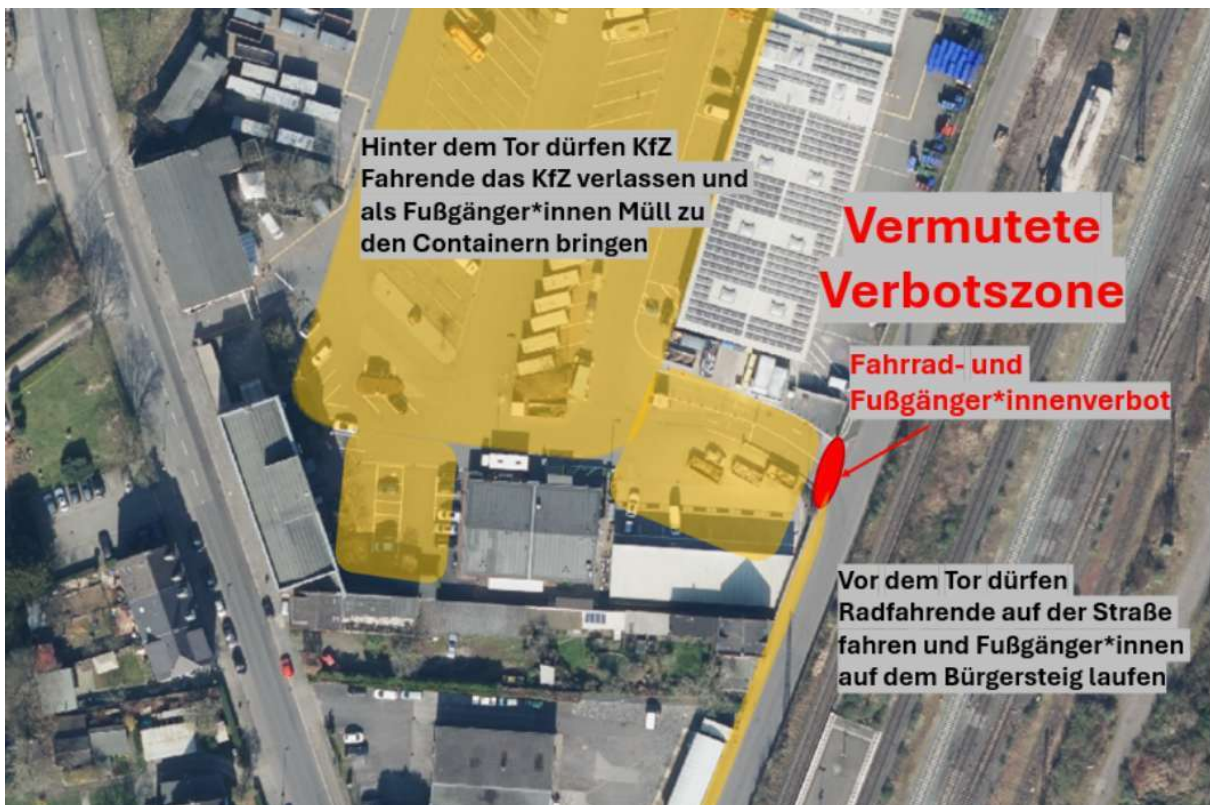 Hinter dem Tor dürfen KfZ
Fahrende das KfZ verlassen und
als Fußgänger*innen Müll zu
den Containern bringen
Vermutete
Verbotszone
Fahrrad- und
Fußgänger*innenverbot
Vor dem Tor dürfen
Radfahrende auf der Straße
fahren und Fußgänger*innen
auf dem Bürgersteig laufen